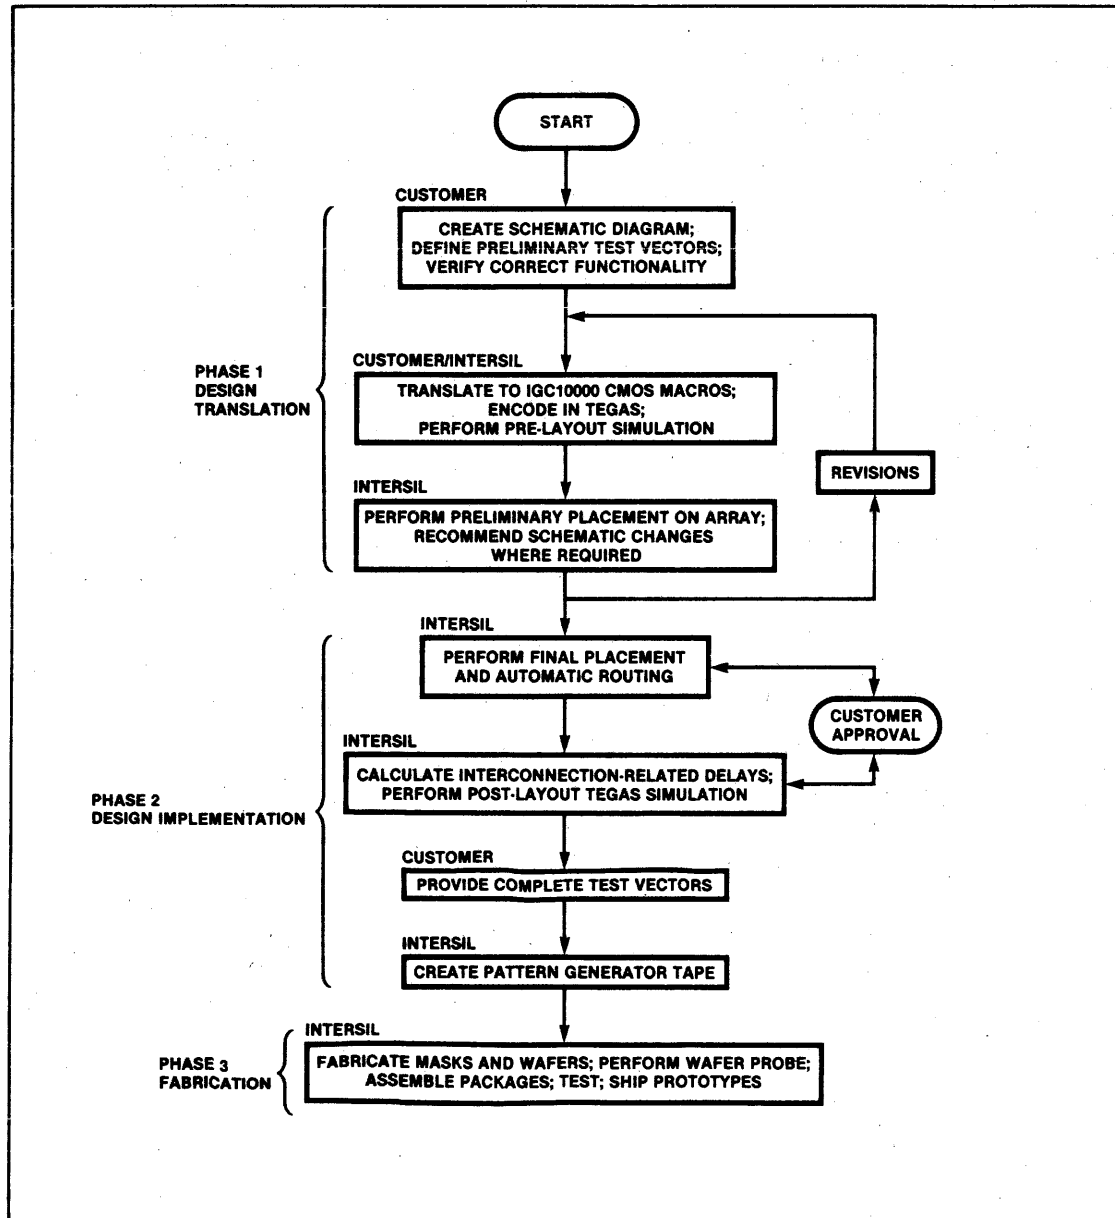 START
CUSTOMER
CREATE SCHEMATIC DIAGRAM;
DEFINE PRELIMINARY TEST VECTORS;
VERIFY CORRECT FUNCTIONALITY
PHASE 1
DESIGN
TRANSLATION
CUSTOMER/INTERSIL
TRANSLATE TO IGC10000 CMOS MACROS;
ENCODE IN TEGAS;
PERFORM PRE-LAYOUT SIMULATION
REVISIONS
INTERSIL
PERFORM PRELIMINARY PLACEMENT ON ARRAY;
RECOMMEND SCHEMATIC CHANGES
WHERE REQUIRED
INTERSIL
PERFORM FINAL PLACEMENT
AND AUTOMATIC ROUTING
CUSTOMER
APPROVAL
INTERSIL
CALCULATE INTERCONNECTION-RELATED DELAYS;
PERFORM POST-LAYOUT TEGAS SIMULATION
PHASE 2
DESIGN IMPLEMENTATION
CUSTOMER
PROVIDE COMPLETE TEST VECTORS
INTERSIL
CREATE PATTERN GENERATOR TAPE
INTERSIL
PHASE 3
FABRICATION
FABRICATE MASKS AND WAFERS; PERFORM WAFER PROBE;
ASSEMBLE PACKAGES; TEST; SHIP PROTOTYPES